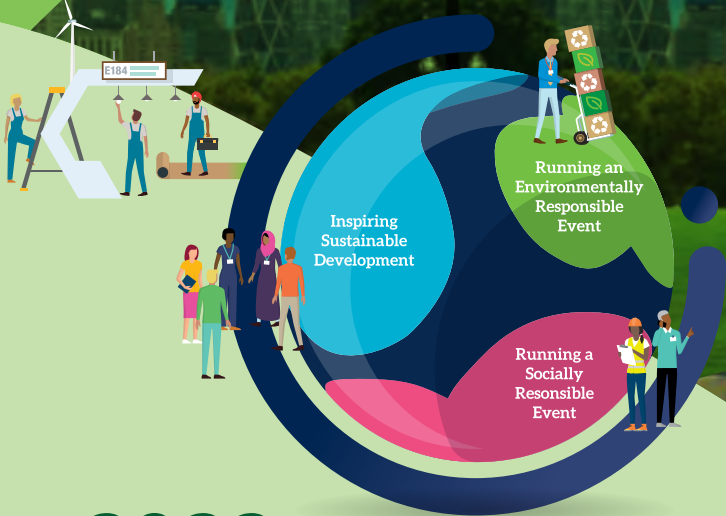 E184
Running an
Environmentally
Responsible
Event
Inspiring
Sustainable
Development
Running a
Socially
Resonsible
Event